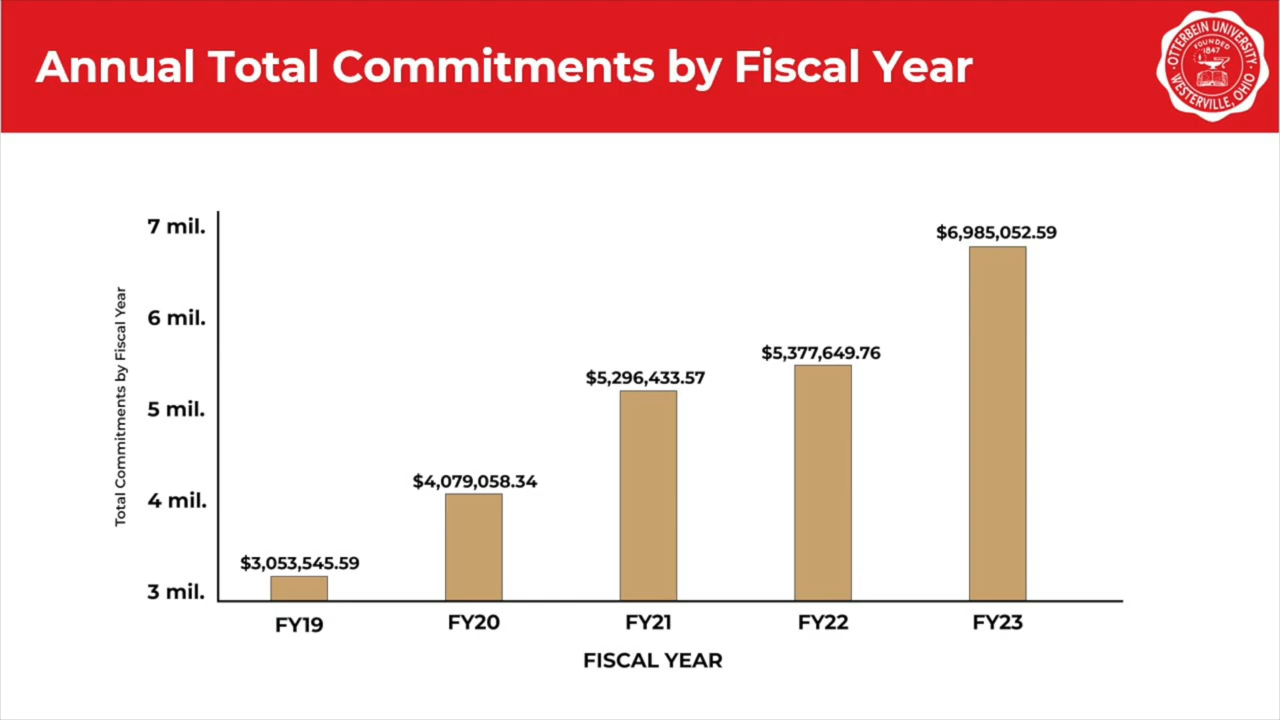 Annual Total Commitments by Fiscal Year
OTTERBEIN UNIVERSITY
FOUNDED
1847
WESTERVILLE, OHIO
7 mil.
6 mil.
5 mil.
4 mil.
3 mil.
Total Commitments by Fiscal Year
$3,053,545.59
$4,079,058.34
$5,296,433.57
$5,377,649.76
$6,985,052.59
FY19
FY20
FY21
FY22
FY23
FISCAL YEAR